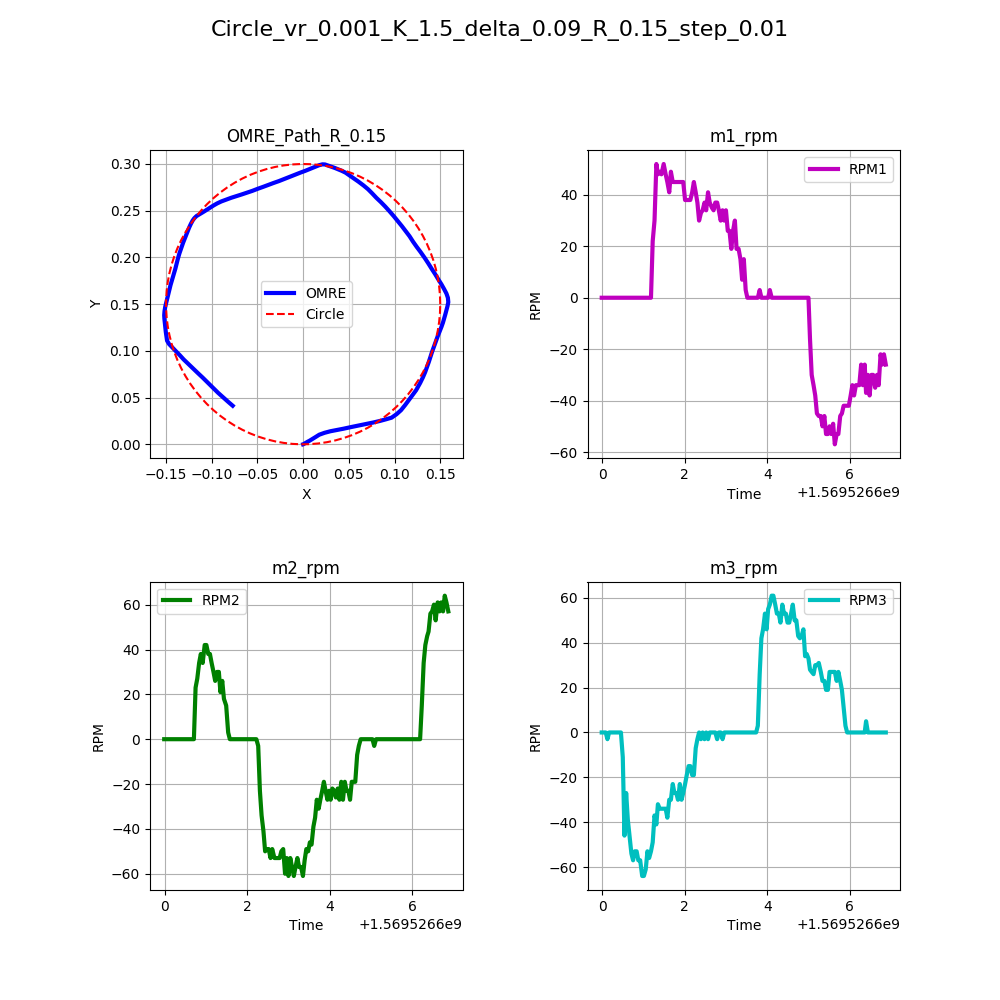 Circle_vr_0.001_K_1.5_delta_0.09_R_0.15_step_0.01
OMRE_Path_R_0.15
0.30
0.25
0.20
0.15
0.10
0.05
0.00
Y
OMRE
Circle
−0.15 −0.10 −0.05 0.00 0.05 0.10 0.15
X
m1_rpm
RPM1
40
20
0
−20
−40
−60
RPM
0 2 4 6
Time
+1.5695266e9
m2_rpm
RPM2
60
40
20
0
−20
−40
−60
RPM
0 2 4 6
Time
+1.5695266e9
m3_rpm
RPM3
60
40
20
0
−20
−40
−60
RPM
0 2 4 6
Time
+1.5695266e9